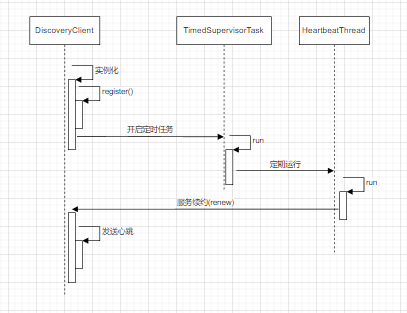 DiscoveryClient
TimedSupervisorTask
HeartbeatThread
实例化
register()
开启定时任务
run
定期运行
run
服务续约(renew)
发送心跳